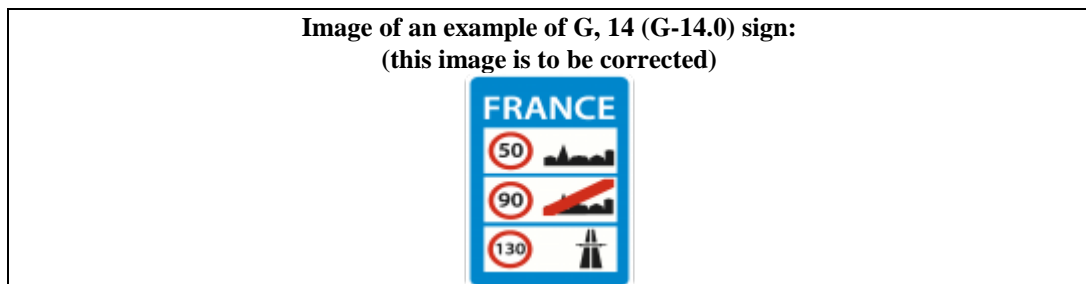 Image of an example of G, 14 (G-14.0) sign:
(this image is to be corrected)
FRANCE
50
90
130